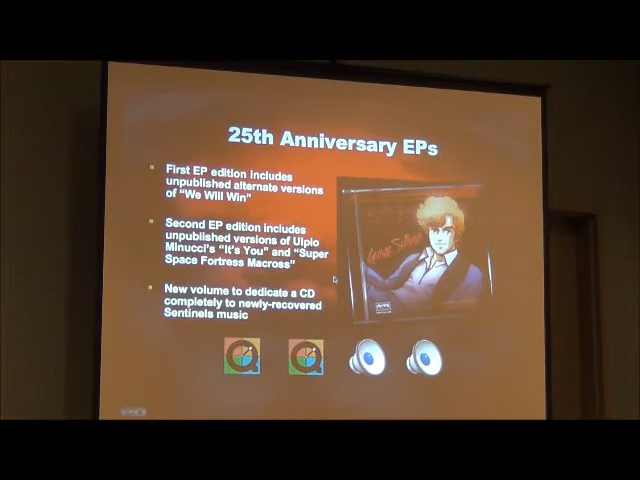 25th Anniversary EPs
First EP edition includes
unpublished alternate versions
of "We Will Win"
Second EP edition includes
unpublished versions of Ulpio
Minucci's "It's You" and "Super
Space Fortress Macross"
New volume to dedicate a CD
completely to newly-recovered
Sentinels music